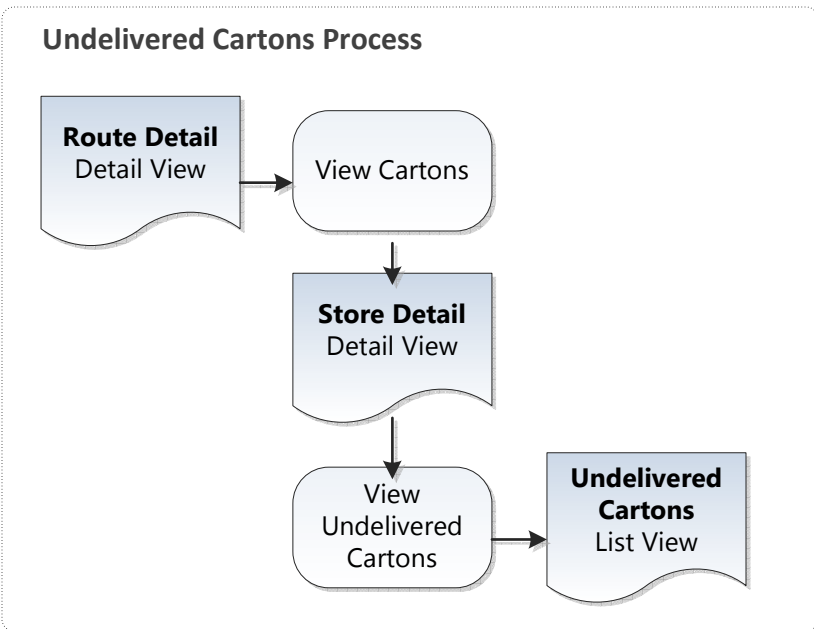 Undelivered Cartons Process
Route Detail
Detail View
View Cartons
Store Detail
Detail View
View
Undelivered
Cartons
Undelivered
Cartons
List View